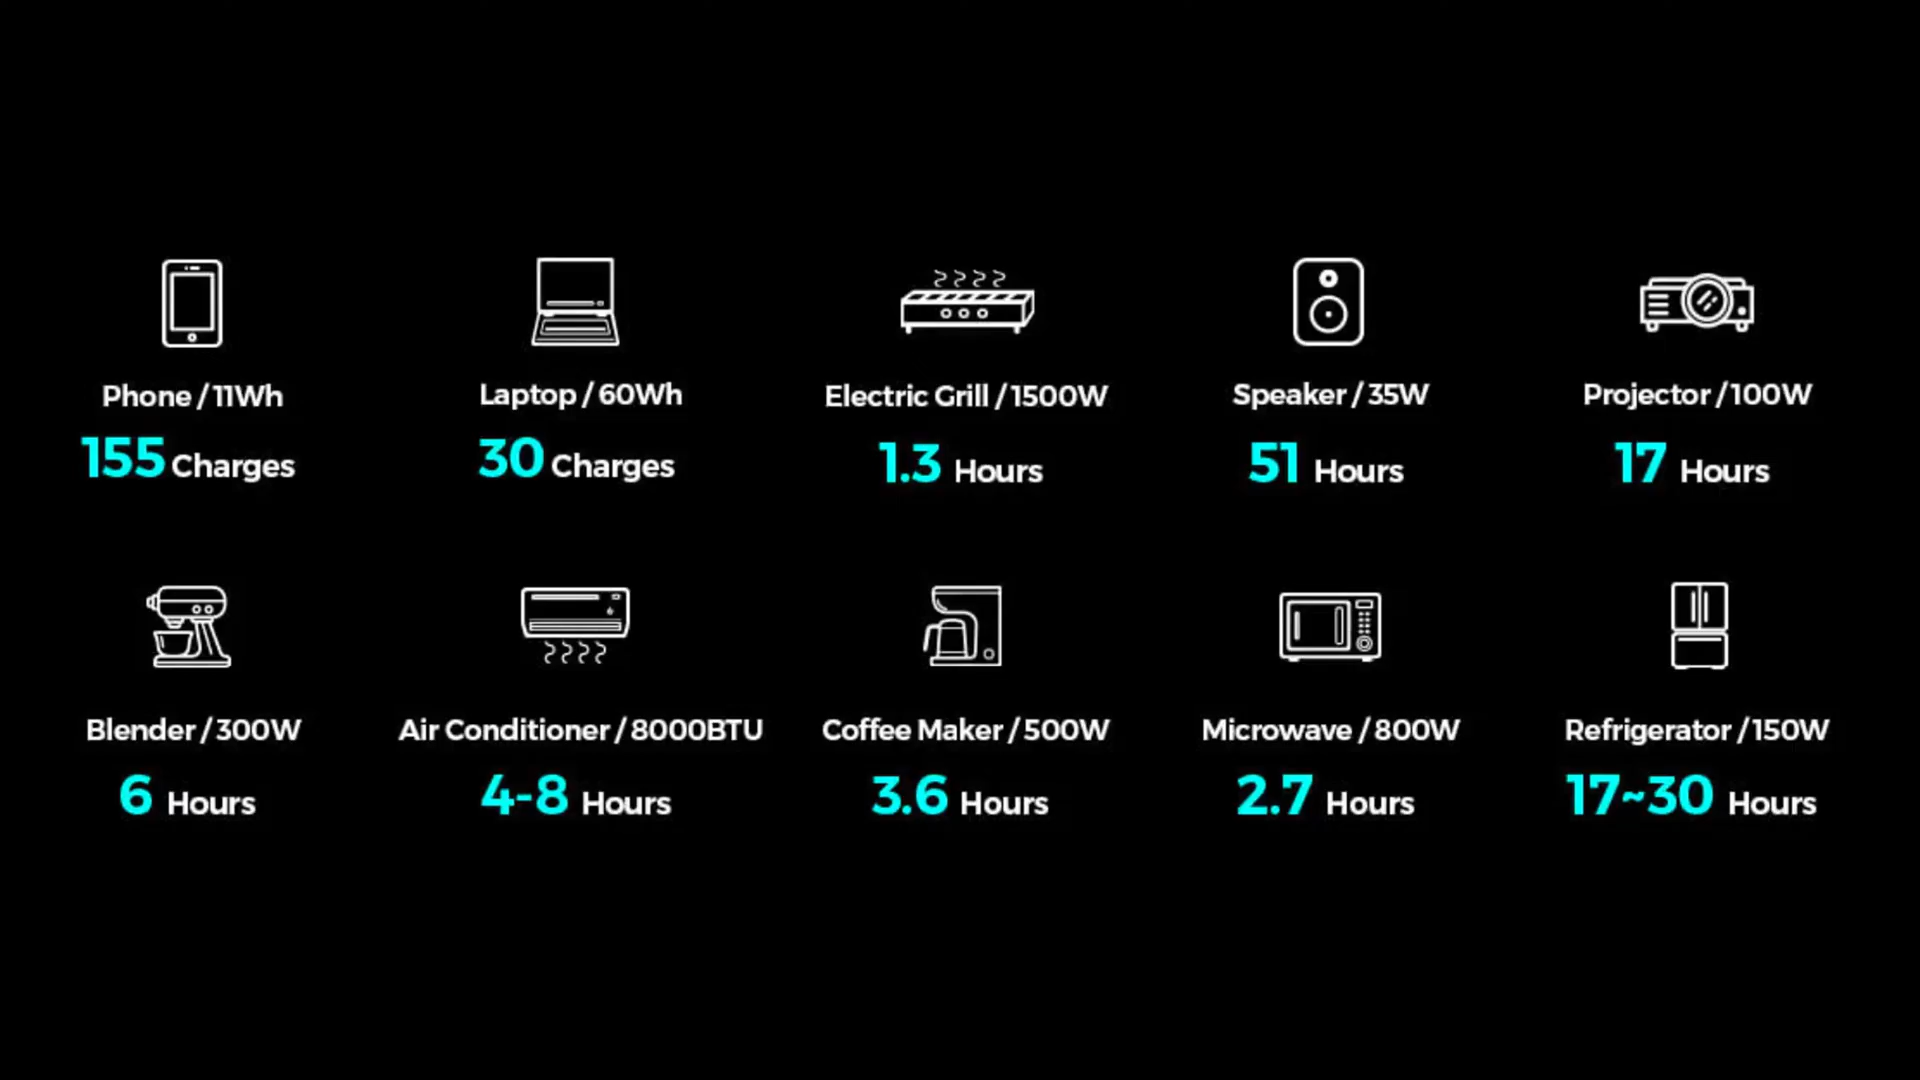 Phone / 11Wh
155 Charges
Laptop / 60Wh
30 Charges
Electric Grill / 1500W
1.3 Hours
Speaker / 35W
51 Hours
Projector / 100W
17 Hours
Blender / 300W
6 Hours
Air Conditioner / 8000BTU
4-8 Hours
Coffee Maker / 500W
3.6 Hours
Microwave / 800W
2.7 Hours
Refrigerator / 150W
17~30 Hours